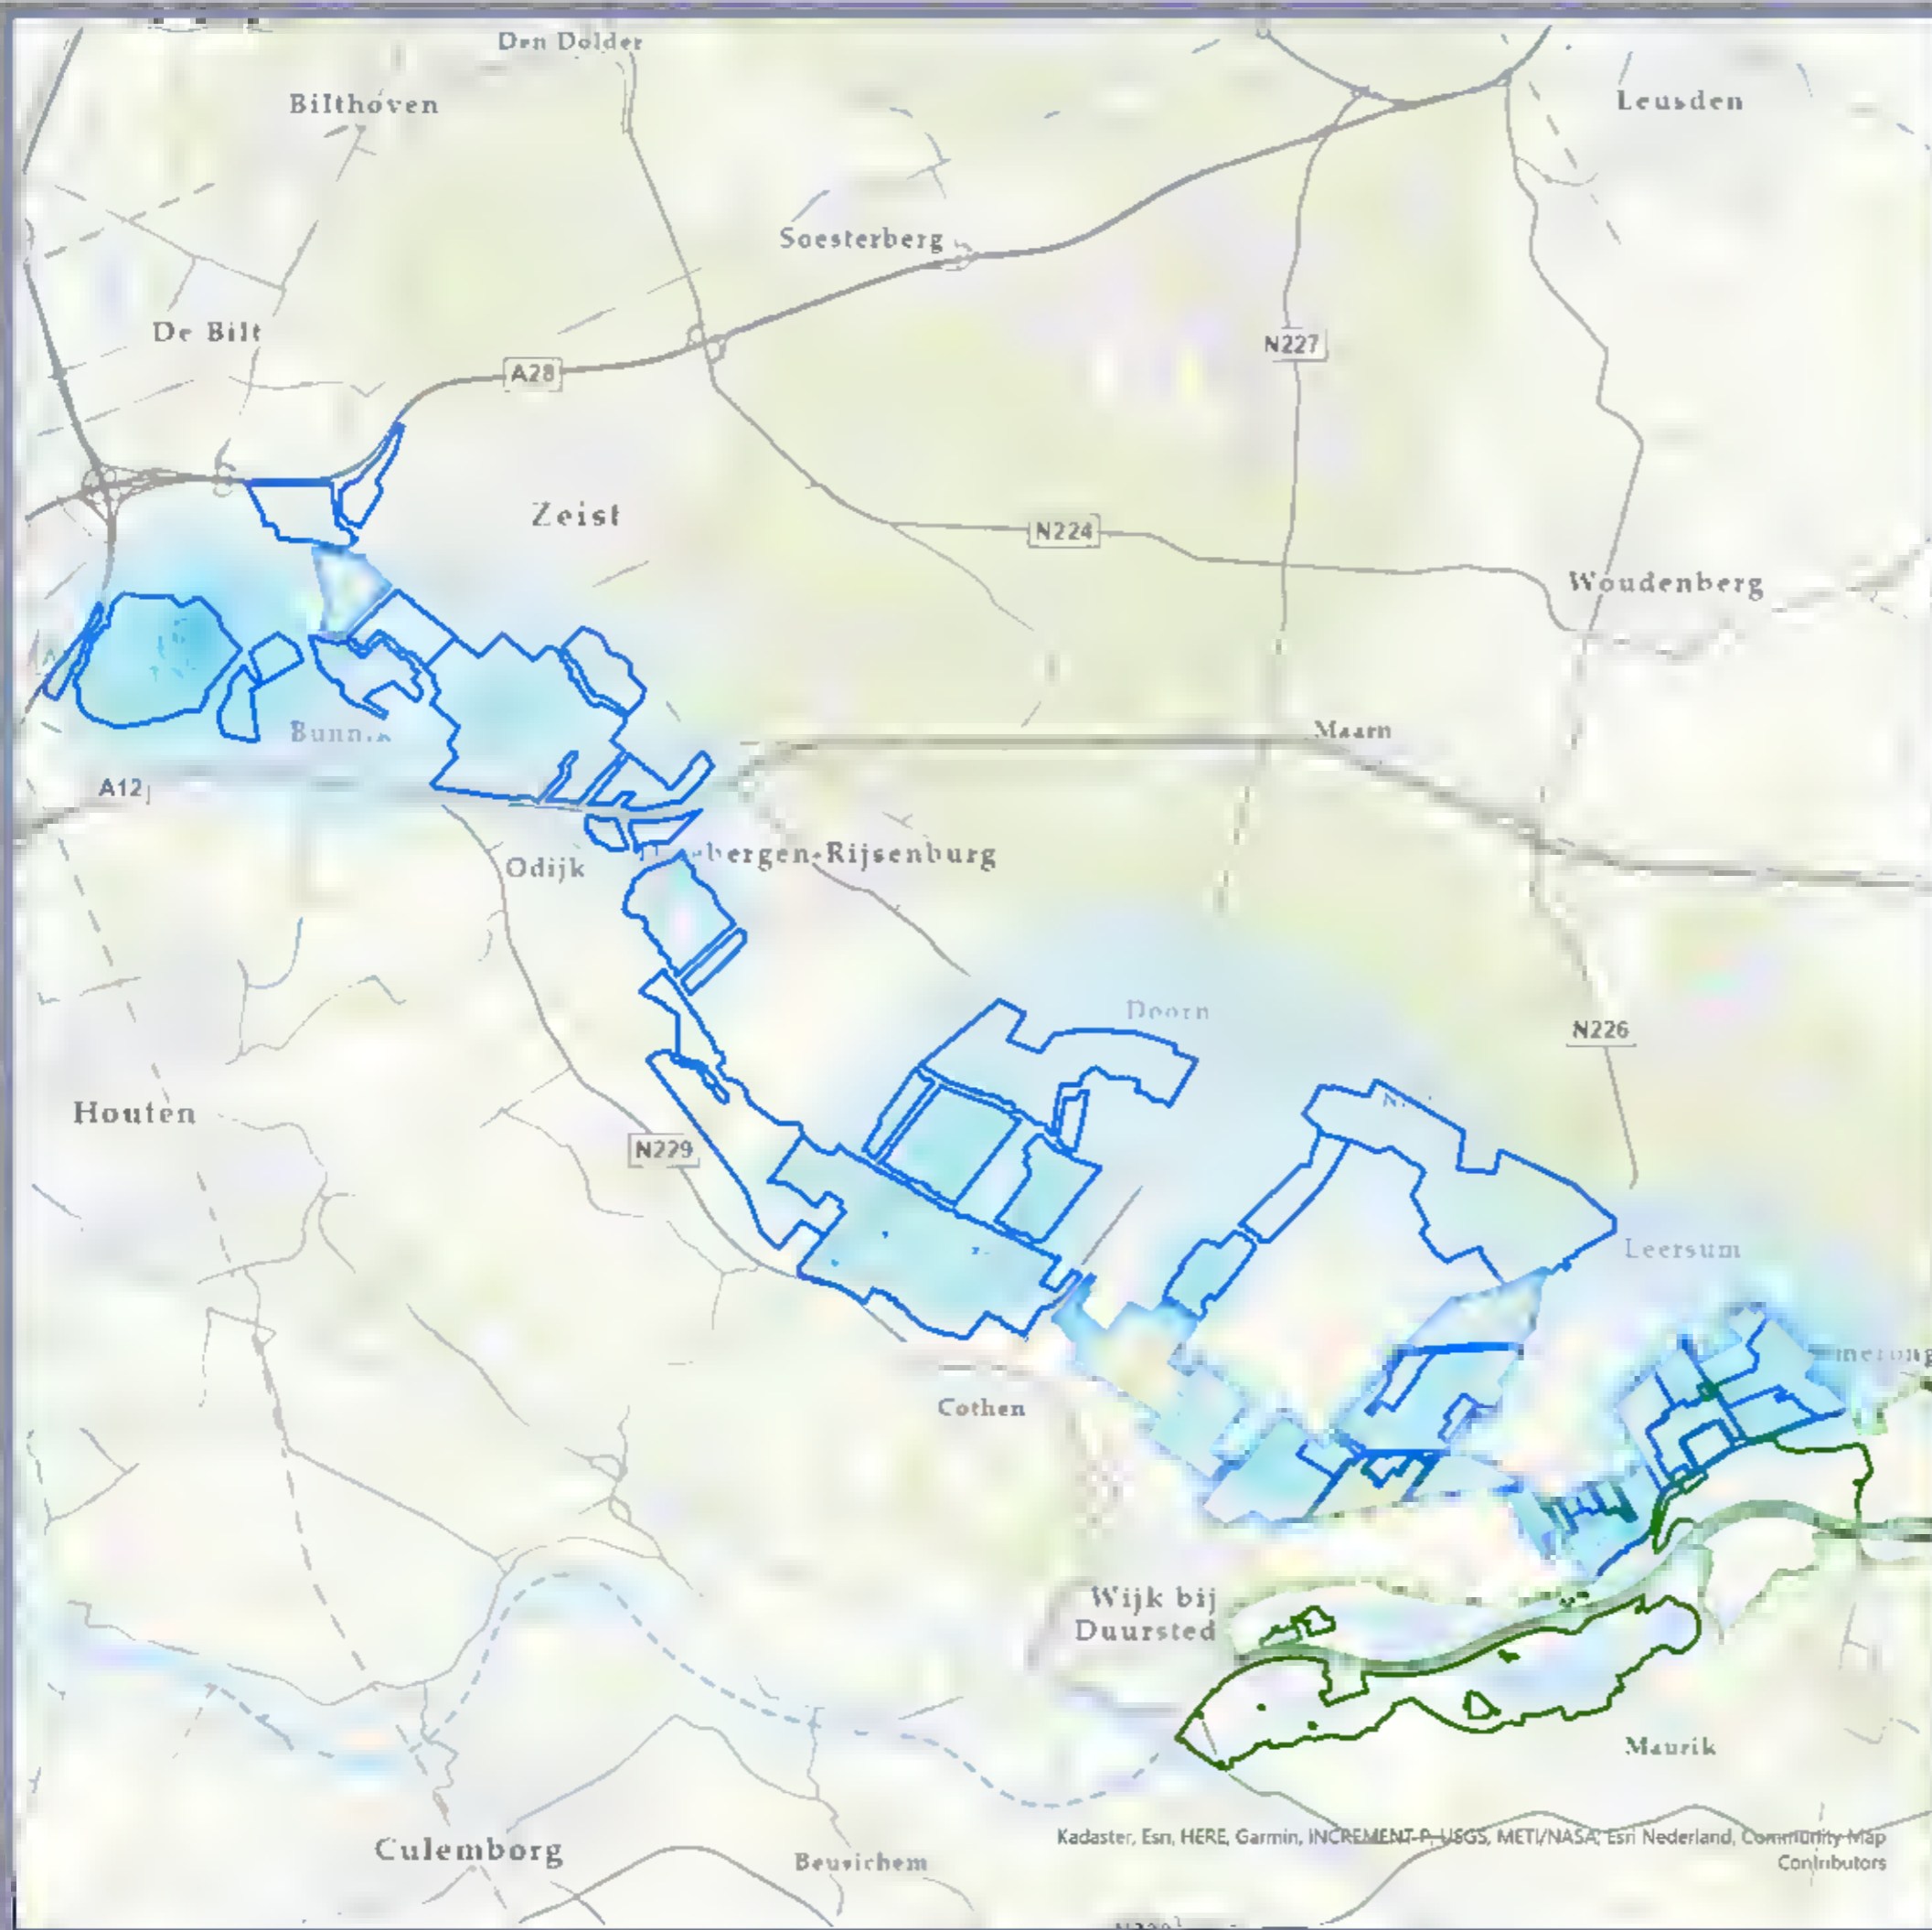 Den Dolder
Bilthoven
Leusden
Soesterberg
De Bilt
N227
A28
Zeist
N224
Woudenberg
Maarn
A12
bergen-Rijsenburg
Odijk
Doorn
N226
Houten
N229
Leersum
Cothen
Wijk bij
Duursted
Maurik
Kadaster, Esri, HERE, Garmin, INCREMENT P, USGS, METI/NASA, Esri Nederland, Community Map
Contributors
Culemborg
Beusichem